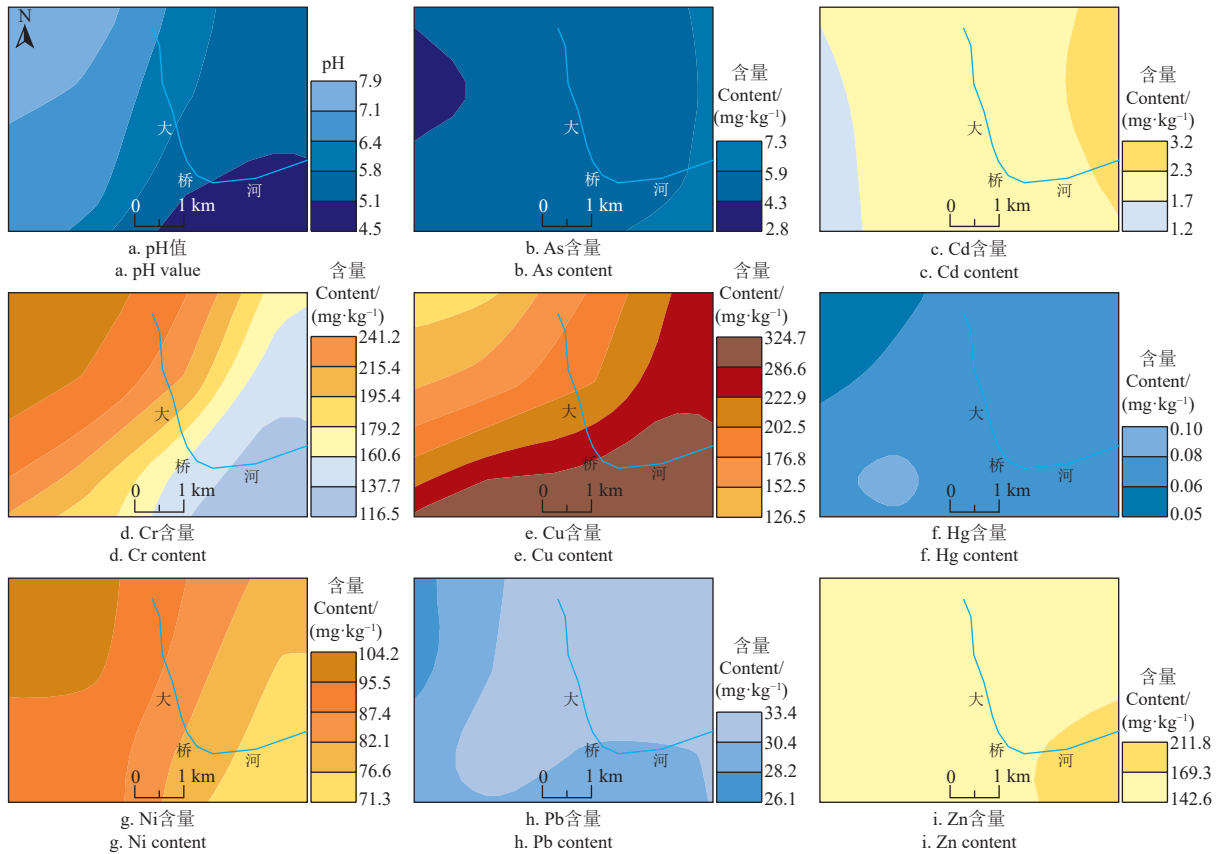 N
pH
7.9
7.1
6.4
5.8
5.1
4.5
大
桥
河
0 1 km
a. pH值
a. pH value
含量
Content/
(mg·kg⁻¹)
7.3
5.9
4.3
2.8
大
桥
河
0 1 km
b. As含量
b. As content
含量
Content/
(mg·kg⁻¹)
3.2
2.3
1.7
1.2
大
桥
河
0 1 km
c. Cd含量
c. Cd content
含量
Content/
(mg·kg⁻¹)
241.2
215.4
195.4
179.2
160.6
137.7
116.5
大
桥
河
0 1 km
d. Cr含量
d. Cr content
含量
Content/
(mg·kg⁻¹)
324.7
286.6
222.9
202.5
176.8
152.5
126.5
大
桥
河
0 1 km
e. Cu含量
e. Cu content
含量
Content/
(mg·kg⁻¹)
0.10
0.08
0.06
0.05
大
桥
河
0 1 km
f. Hg含量
f. Hg content
含量
Content/
(mg·kg⁻¹)
104.2
95.5
87.4
82.1
76.6
71.3
大
桥
河
0 1 km
g. Ni含量
g. Ni content
含量
Content/
(mg·kg⁻¹)
33.4
30.4
28.2
26.1
大
桥
河
0 1 km
h. Pb含量
h. Pb content
含量
Content/
(mg·kg⁻¹)
211.8
169.3
142.6
大
桥
河
0 1 km
i. Zn含量
i. Zn content